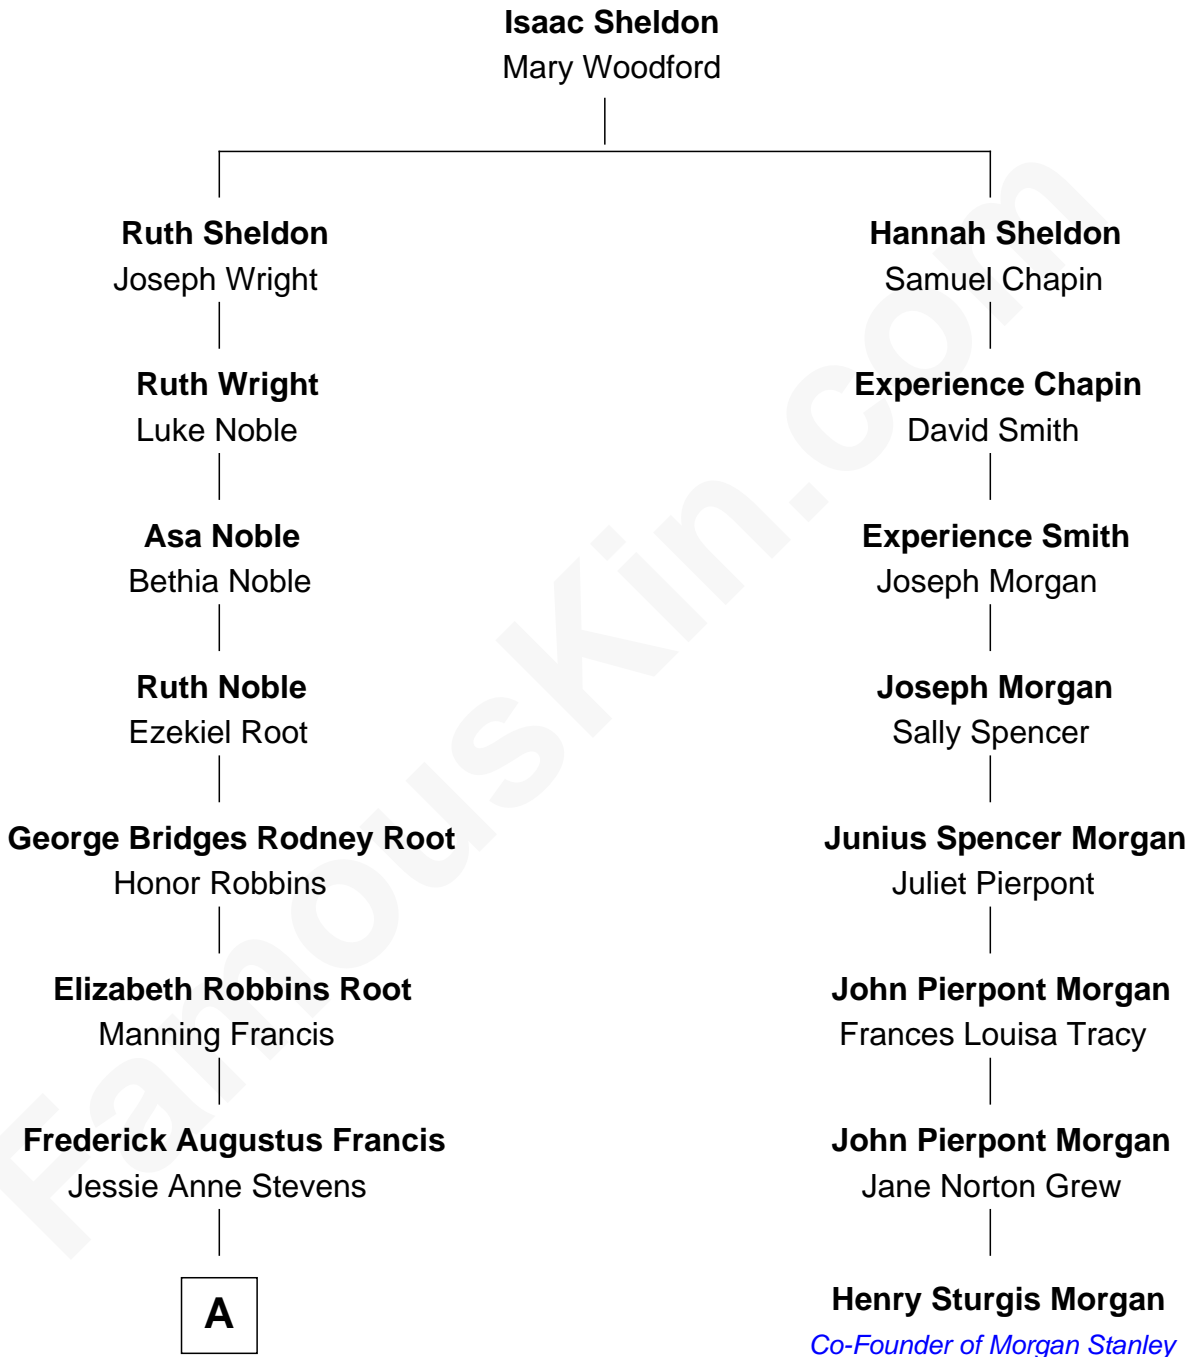 Isaac Sheldon
Mary Woodford
Ruth Sheldon
Joseph Wright
Hannah Sheldon
Samuel Chapin
Ruth Wright
Luke Noble
Experience Chapin
David Smith
Asa Noble
Bethia Noble
Experience Smith
Joseph Morgan
Ruth Noble
Ezekiel Root
Joseph Morgan
Sally Spencer
George Bridges Rodney Root
Honor Robbins
Junius Spencer Morgan
Juliet Pierpont
Elizabeth Robbins Root
Manning Francis
John Pierpont Morgan
Frances Louisa Tracy
Frederick Augustus Francis
Jessie Anne Stevens
John Pierpont Morgan
Jane Norton Grew
A
Henry Sturgis Morgan
Co-Founder of Morgan Stanley
FamousKin.com